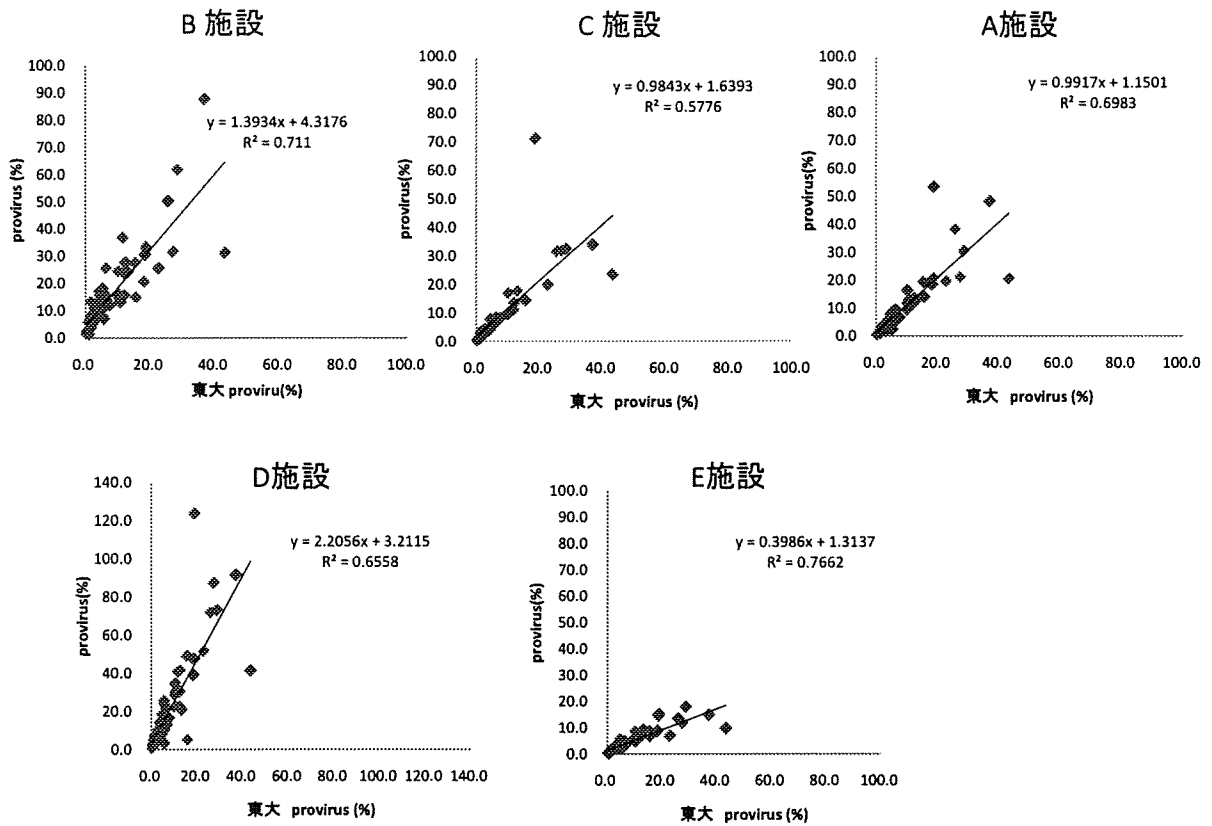 B 施設
100.0
90.0
80.0
70.0
60.0
50.0
40.0
30.0
20.0
10.0
0.0
provirus (%)
y = 1.3934x + 4.3176
R² = 0.711
0.0 20.0 40.0 60.0 80.0 100.0
東大 proviru(%)
C 施設
100.0
90.0
80.0
70.0
60.0
50.0
40.0
30.0
20.0
10.0
0.0
provirus(%)
y = 0.9843x + 1.6393
R² = 0.5776
0.0 20.0 40.0 60.0 80.0 100.0
東大 provirus (%)
A施設
100.0
90.0
80.0
70.0
60.0
50.0
40.0
30.0
20.0
10.0
0.0
provirus(%)
y = 0.9917x + 1.1501
R² = 0.6983
0.0 20.0 40.0 60.0 80.0 100.0
東大 provirus (%)
D施設
140.0
120.0
100.0
80.0
60.0
40.0
20.0
0.0
provirus(%)
y = 2.2056x + 3.2115
R² = 0.6558
0.0 20.0 40.0 60.0 80.0 100.0 120.0 140.0
東大 provirus (%)
E施設
100.0
90.0
80.0
70.0
60.0
50.0
40.0
30.0
20.0
10.0
0.0
provirus(%)
y = 0.3986x + 1.3137
R² = 0.7662
0.0 20.0 40.0 60.0 80.0 100.0
東大 provirus (%)